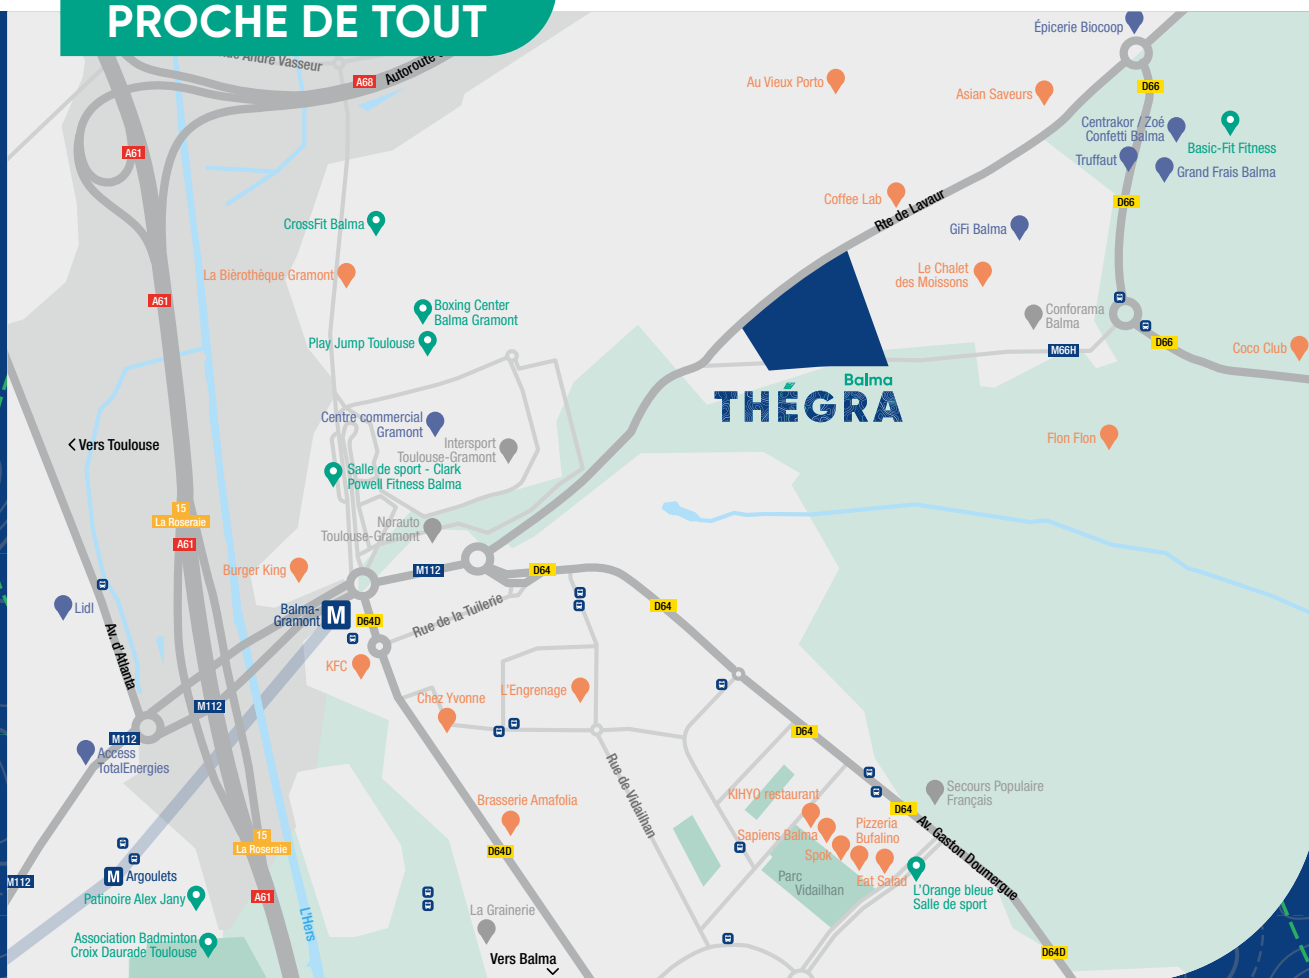 PROCHE DE TOUT
André Vasseur
Autoroute
A68
A61
A61
Épicerie Biocoop
Au Vieux Porto
Asian Saveurs
D66
Centrakor / Zoé
Confetti Balma
Truffaut
Basic-Fit Fitness
Grand Frais Balma
D66
Coffee Lab
Rte de Lavaur
GiFi Balma
CrossFit Balma
La Bièrothèque Gramont
Le Chalet
des Moissons
Boxing Center
Balma Gramont
Play Jump Toulouse
Conforama
Balma
M66H
D66
Coco Club
Balma
THÉGRA
Centre commercial
Gramont
Intersport
Toulouse-Gramont
Flon Flon
Vers Toulouse
Salle de sport - Clark
Powell Fitness Balma
15
La Roseraie
A61
Norauto
Toulouse-Gramont
Burger King
M112
D64
D64
Lidl
Balma-
Gramont
M
D64D
Rue de la Tuilerie
Av. d'Atlanta
KFC
Chez Yvonne
L'Engrenage
M112
M112
Access
TotalEnergies
D64
Rue de Vidailhan
KIHYO restaurant
Secours Populaire
Français
D64
Brasserie Amafolia
Sapiens Balma
Pizzeria
Bufalino
Av. Gaston Doumergue
15
La Roseraie
D64D
Spok
Eat Salad
Parc
Vidailhan
L'Orange bleue
Salle de sport
M112
M
Argoulets
A61
Patinoire Alex Jany
L'Hers
La Grainerie
Association Badminton
Croix Daurade Toulouse
Vers Balma
D64D